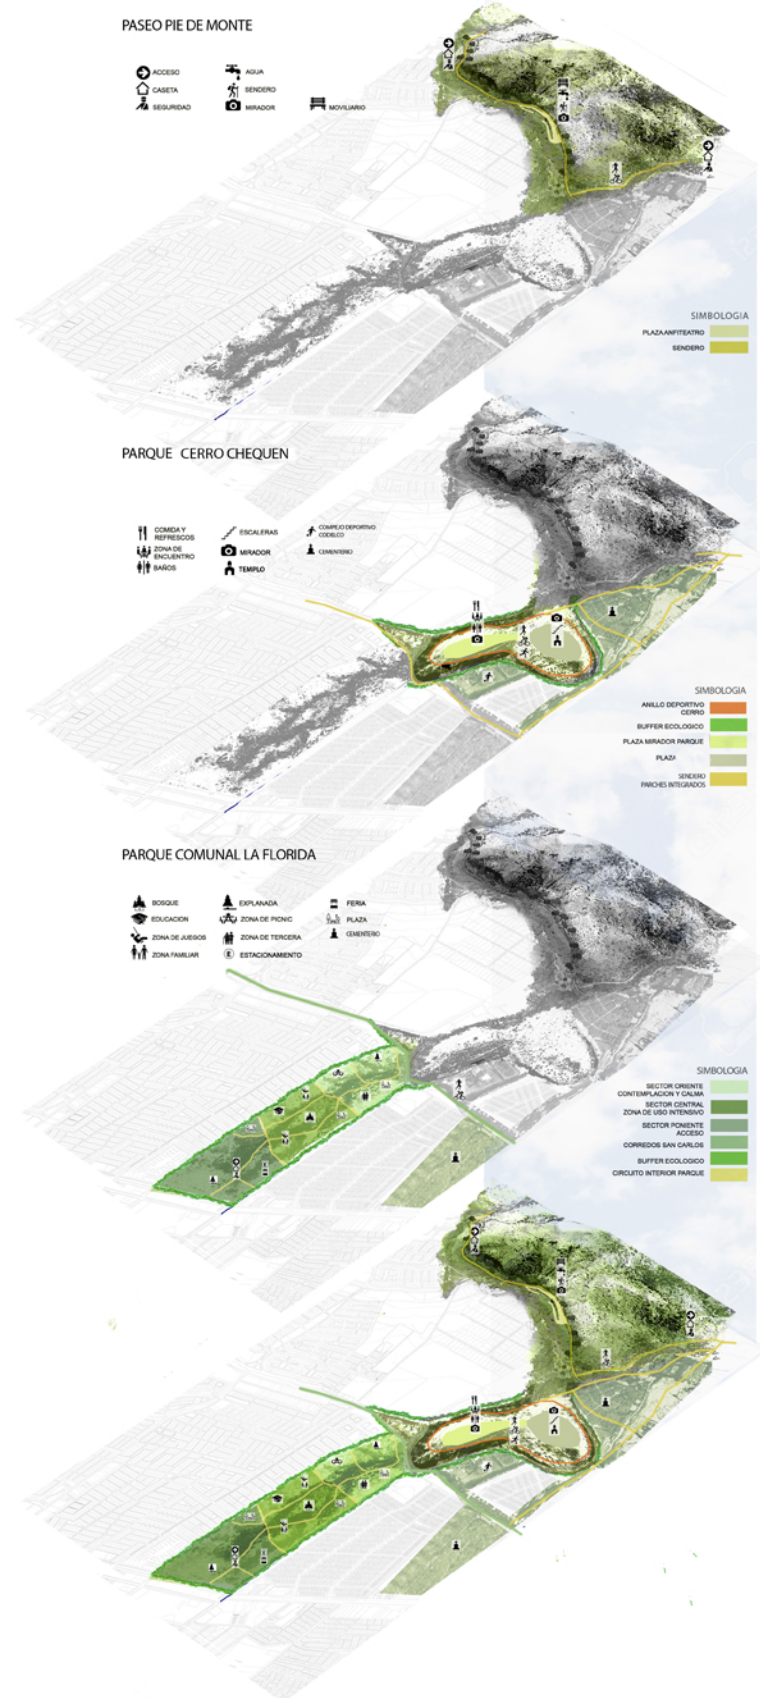 PASEO PIE DE MONTE
ACCESO
AGUA
CASETA
SENDERO
SEGURIDAD
MIRADOR
MOVILIARIO
SIMBOLOGIA
PLAZA ANFITEATRO
SENDERO
PARQUE CERRO CHEQUEN
COMIDA Y
REFRESCOS
ESCALERAS
COMPEJO DEPORTIVO
CODELCO
ZONA DE
ENCUENTRO
MIRADOR
CEMENTERIO
BAÑOS
TEMPLO
SIMBOLOGIA
ANILLO DEPORTIVO
CERRO
BUFFER ECOLOGICO
PLAZA MIRADOR PARQUE
PLAZA
SENDERO
PARCHES INTEGRADOS
PARQUE COMUNAL LA FLORIDA
BOSQUE
EXPLANADA
FERIA
EDUCACION
ZONA DE PICNIC
PLAZA
ZONA DE JUEGOS
ZONA DE TERCERA
CEMENTERIO
ZONA FAMILIAR
E ESTACIONAMIENTO
SIMBOLOGIA
SECTOR ORIENTE
CONTEMPLACION Y CALMA
SECTOR CENTRAL
ZONA DE USO INTENSIVO
SECTOR PONIENTE
ACCESO
CORREDOS SAN CARLOS
BUFFER ECOLOGICO
CIRCUITO INTERIOR PARQUE